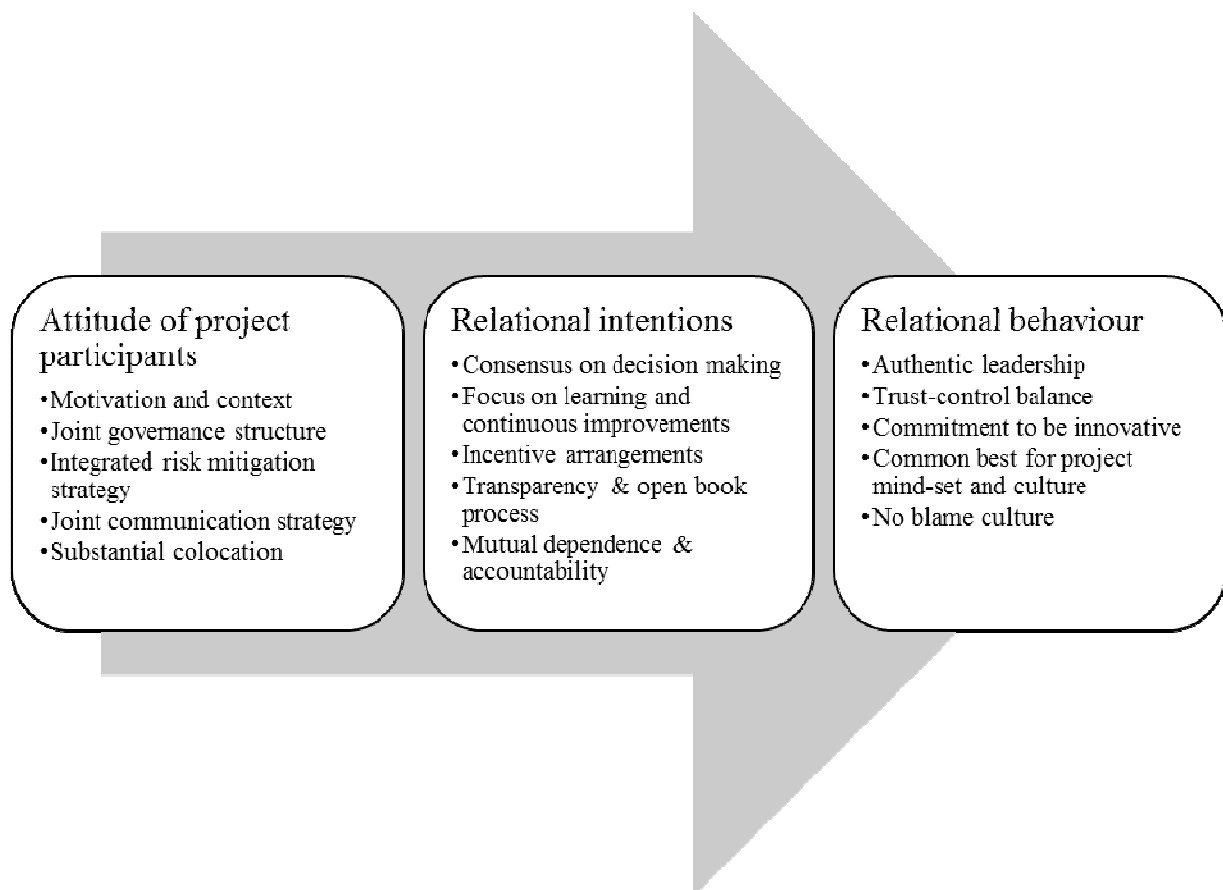 Attitude of project
participants
•Motivation and context
•Joint governance structure
•Integrated risk mitigation
strategy
•Joint communication strategy
•Substantial colocation
Relational intentions
•Consensus on decision making
•Focus on learning and
continuous improvements
•Incentive arrangements
•Transparency & open book
process
•Mutual dependence &
accountability
Relational behaviour
•Authentic leadership
•Trust-control balance
•Commitment to be innovative
•Common best for project
mind-set and culture
•No blame culture